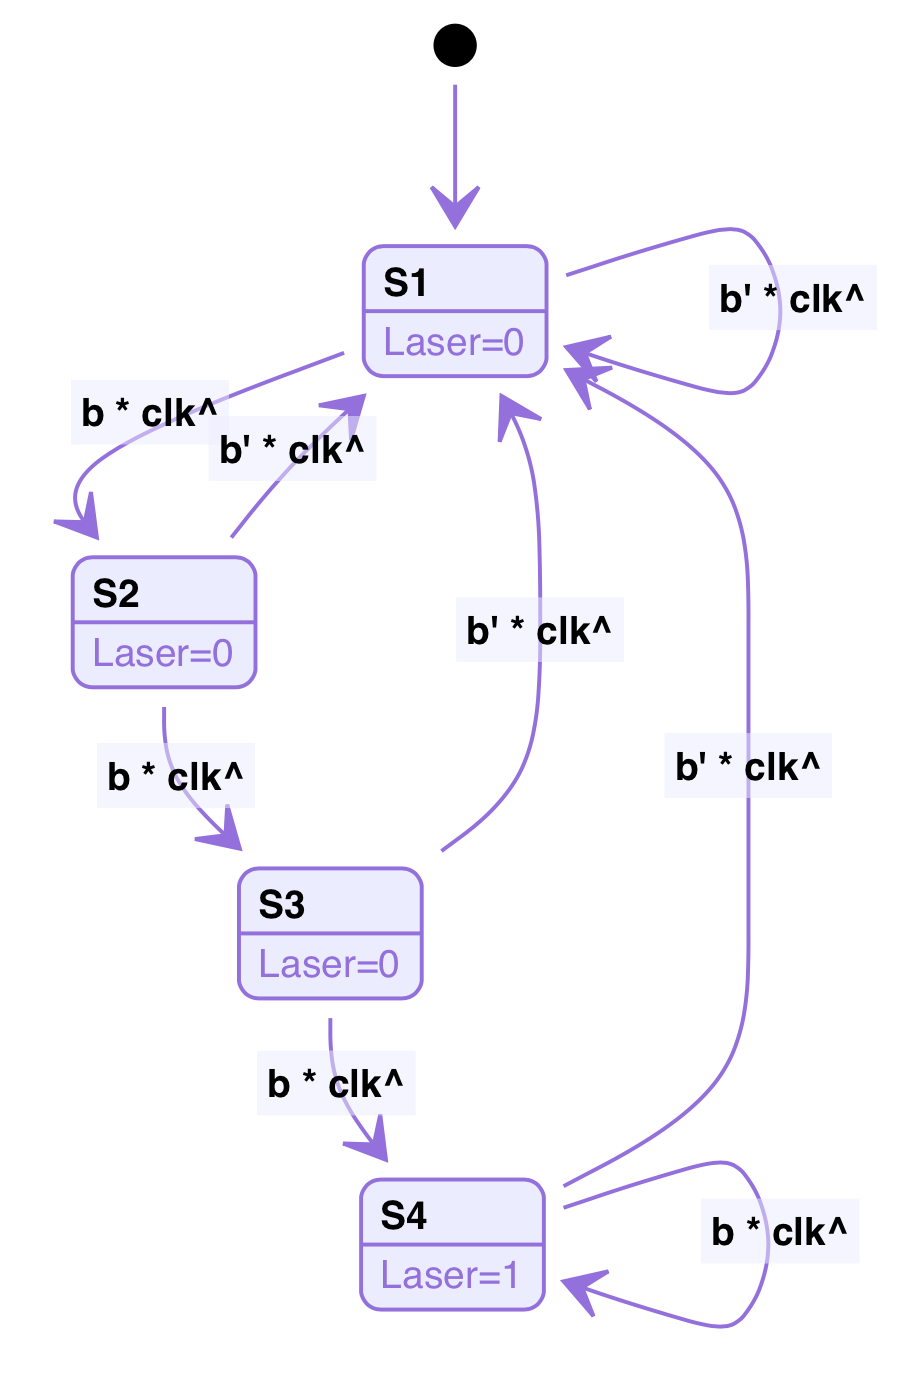 S1
Laser=0
b' * clk^
b * clk^
b' * clk^
S2
Laser=0
b' * clk^
b * clk^
b' * clk^
S3
Laser=0
b * clk^
S4
Laser=1
b * clk^